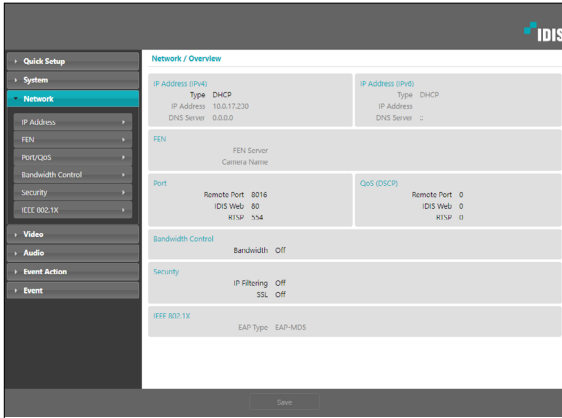 IDIS
Quick Setup
System
Network
IP Address
FEN
Port/QoS
Bandwidth Control
Security
IEEE 802.1X
Video
Audio
Event Action
Event
Network / Overview
IP Address (IPv4)
Type DHCP
IP Address 10.0.17.230
DNS Server 0.0.0.0
IP Address (IPv6)
Type DHCP
IP Address
DNS Server ::
FEN
FEN Server
Camera Name
Port
Remote Port 8016
IDIS Web 80
RTSP 554
QoS (DSCP)
Remote Port 0
IDIS Web 0
RTSP 0
Bandwidth Control
Bandwidth Off
Security
IP Filtering Off
SSL Off
IEEE 802.1X
EAP Type EAP-MD5
Save